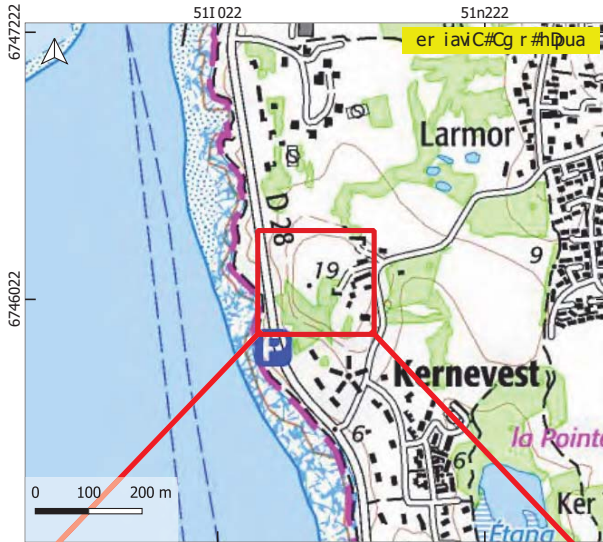 51I 022 51n222
6747222
er iaviC#Cg r #hDpua
Larmor
D 28
19
9
6746022
P
Kernevest
la Pointe
6
6
0 100 200 m
Ker
Étang